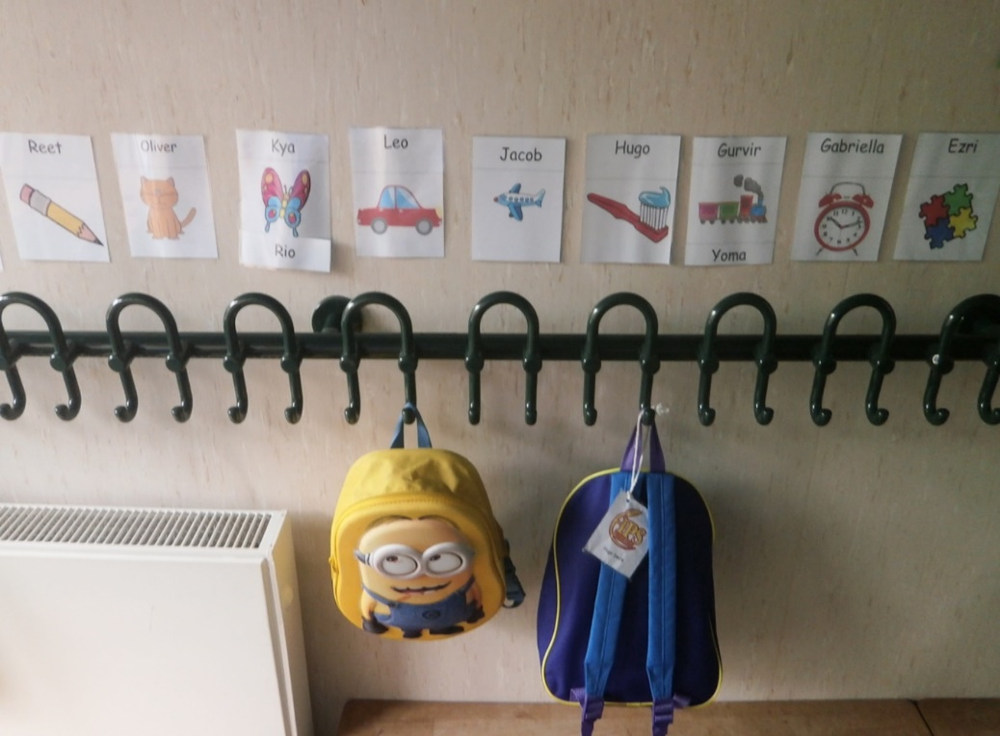 Reet
Oliver
Kya
Rio
Leo
Jacob
Hugo
Gurvir
Yoma
Gabriella
Ezri